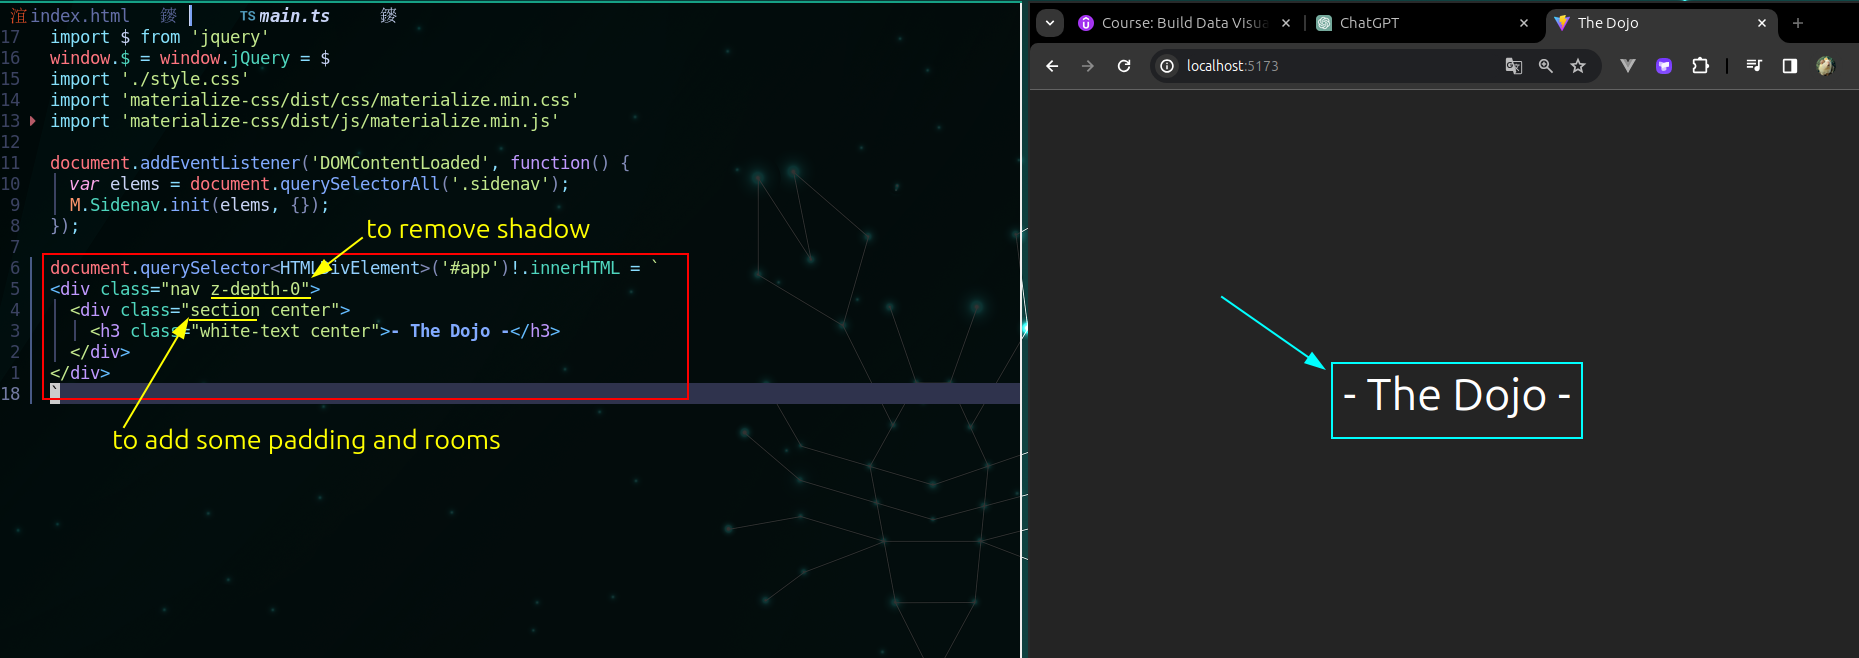 渲 index.html 鎫 TS main.ts 鎫
17 import $ from 'jquery'
16 window.$ = window.jQuery = $
15 import './style.css'
14 import 'materialize-css/dist/css/materialize.min.css'
13 import 'materialize-css/dist/js/materialize.min.js'
12
11 document.addEventListener('DOMContentLoaded', function() {
10 var elems = document.querySelectorAll('.sidenav');
9 M.Sidenav.init(elems, {});
8 });
to remove shadow
7
6 document.querySelector<HTMLDivElement>('#app')!.innerHTML = `
5 <div class="nav z-depth-0">
4 <div class="section center">
3 <h3 class="white-text center">- The Dojo -</h3>
2 </div>
1 </div>
18 `
to add some padding and rooms
Course: Build Data Visua
ChatGPT
The Dojo
localhost:5173
- The Dojo -